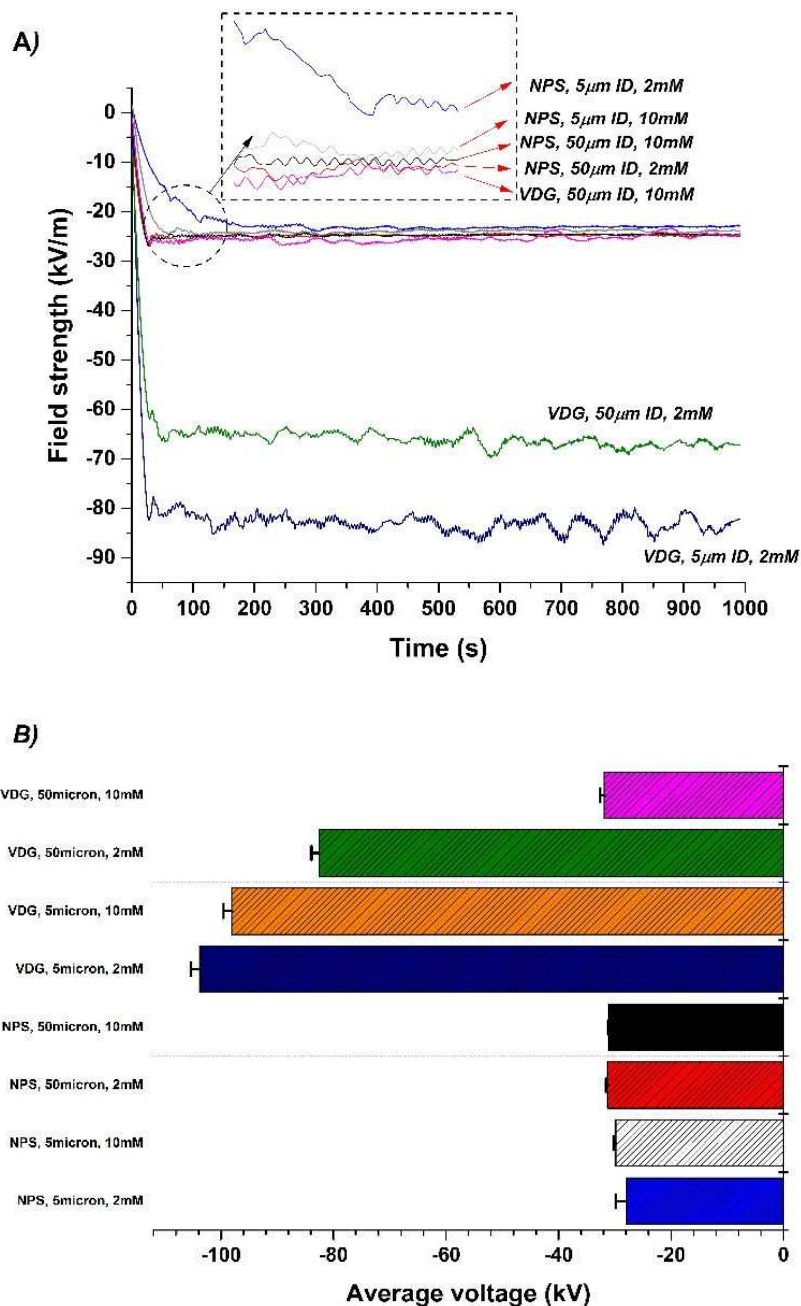 A)
NPS, 5μm ID, 2mM
NPS, 5μm ID, 10mM
NPS, 50μm ID, 10mM
NPS, 50μm ID, 2mM
VDG, 50μm ID, 10mM
0
-10
-20
-30
-40
-50
-60
-70
-80
-90
Field strength (kV/m)
VDG, 50μm ID, 2mM
VDG, 5μm ID, 2mM
0 100 200 300 400 500 600 700 800 900 1000
Time (s)
B)
VDG, 50micron, 10mM
VDG, 50micron, 2mM
VDG, 5micron, 10mM
VDG, 5micron, 2mM
NPS, 50micron, 10mM
NPS, 50micron, 2mM
NPS, 5micron, 10mM
NPS, 5micron, 2mM
-100 -80 -60 -40 -20 0
Average voltage (kV)